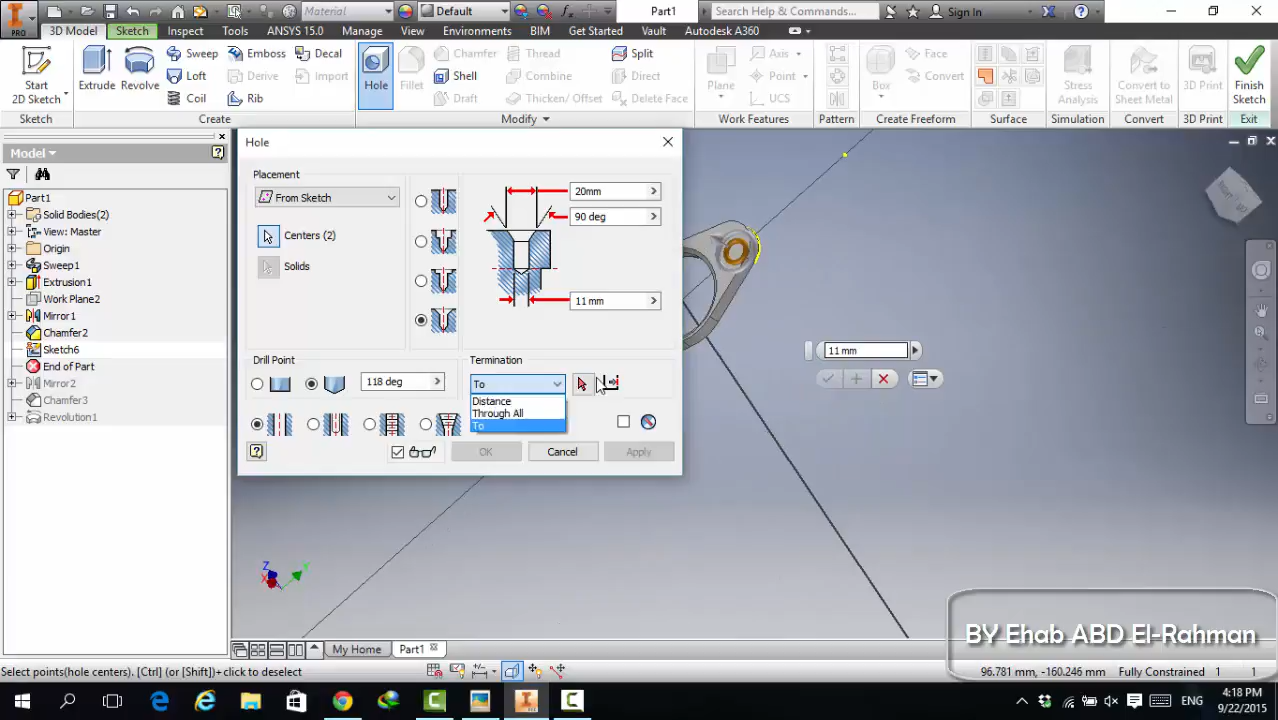 Material
Default
Part1
Search Help & Commands...
Sign In
PRO
3D Model
Sketch
Inspect
Tools
ANSYS 15.0
Manage
View
Environments
BIM
Get Started
Vault
Autodesk A360
Start
2D Sketch
Extrude
Revolve
Sweep
Loft
Coil
Emboss
Derive
Rib
Decal
Import
Hole
Fillet
Chamfer
Shell
Draft
Thread
Combine
Thicken/ Offset
Split
Direct
Delete Face
Plane
Axis
Point
UCS
Box
Face
Convert
Stress
Analysis
Convert to
Sheet Metal
3D Print
Finish
Sketch
Sketch
Create
Modify
Work Features
Pattern
Create Freeform
Surface
Simulation
Convert
3D Print
Exit
Model
Part1
Solid Bodies(2)
View: Master
Origin
Sweep1
Extrusion1
Work Plane2
Mirror1
Chamfer2
Sketch6
End of Part
Mirror2
Chamfer3
Revolution1
Hole
Placement
From Sketch
Centers (2)
Solids
20mm
90 deg
11 mm
Drill Point
118 deg
Termination
To
Distance
Through All
To
OK
Cancel
Apply
11 mm
Z
X
Y
My Home
Part1
BY Ehab ABD El-Rahman
Select points(hole centers). [Ctrl] (or [Shift]+click to deselect
96.781 mm, -160.246 mm
Fully Constrained
1
1
ENG
4:18 PM
9/22/2015